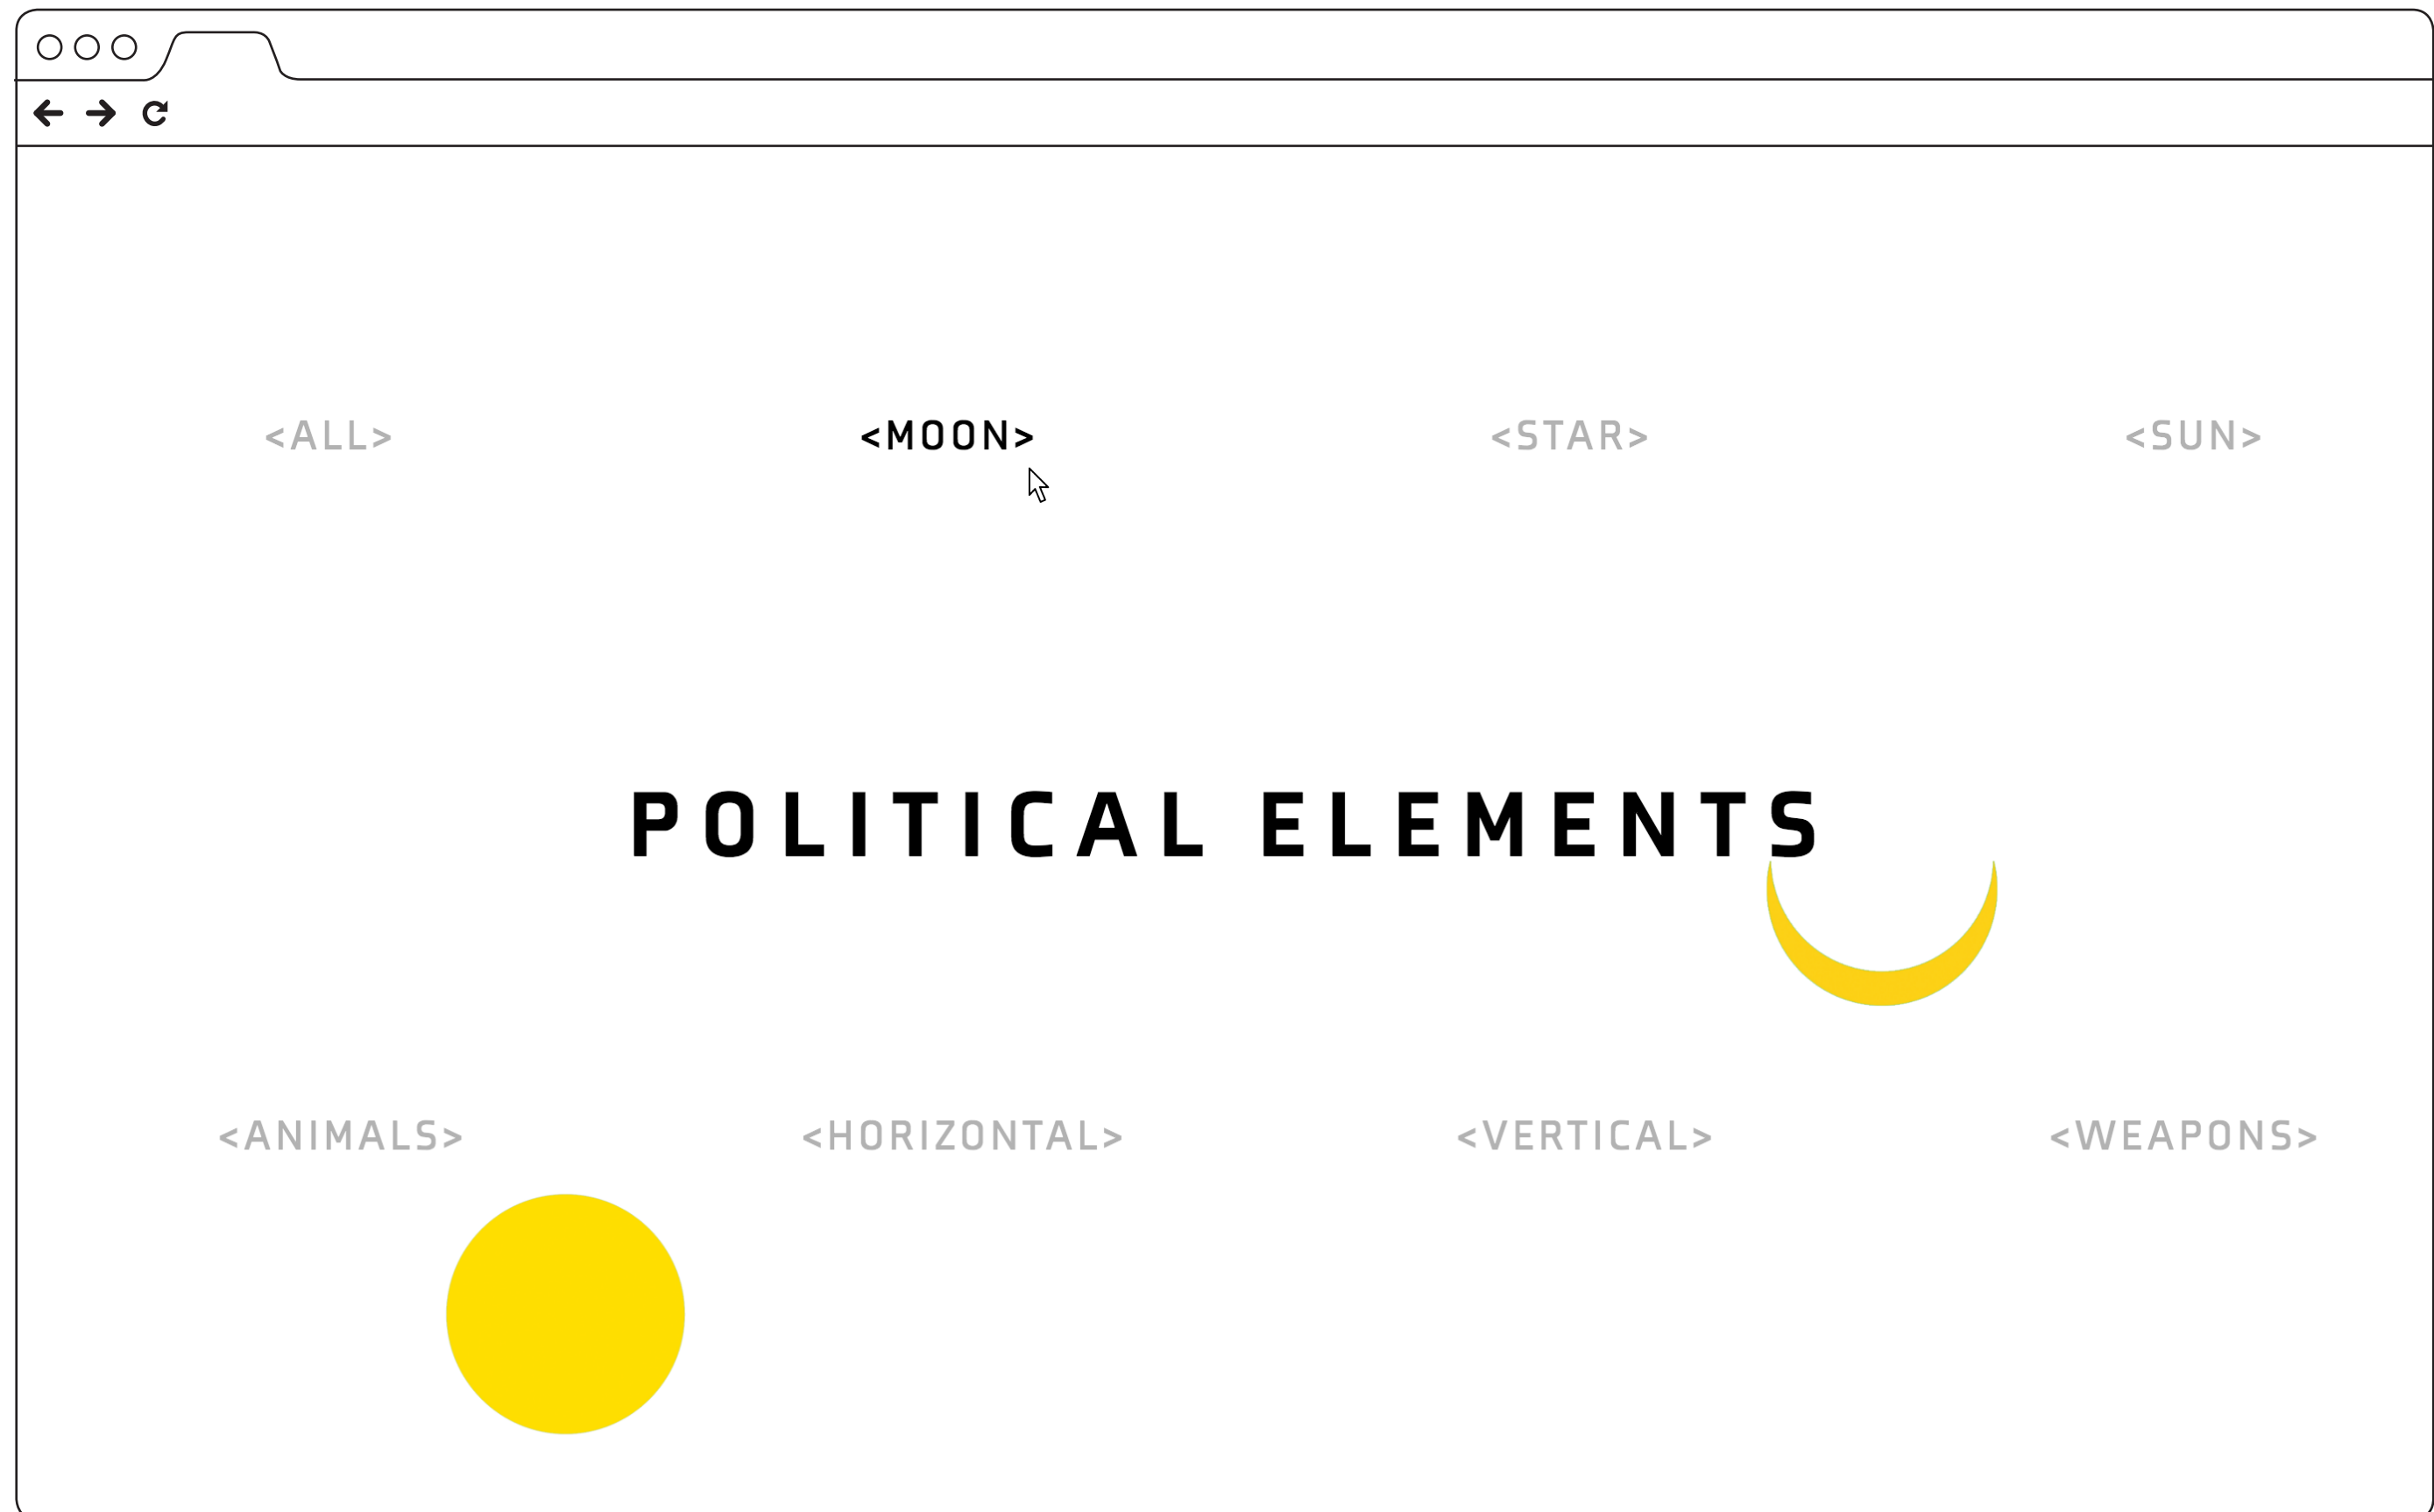 <ALL> <MOON> <STAR> <SUN>
POLITICAL ELEMENTS
<ANIMALS> <HORIZONTAL> <VERTICAL> <WEAPONS>